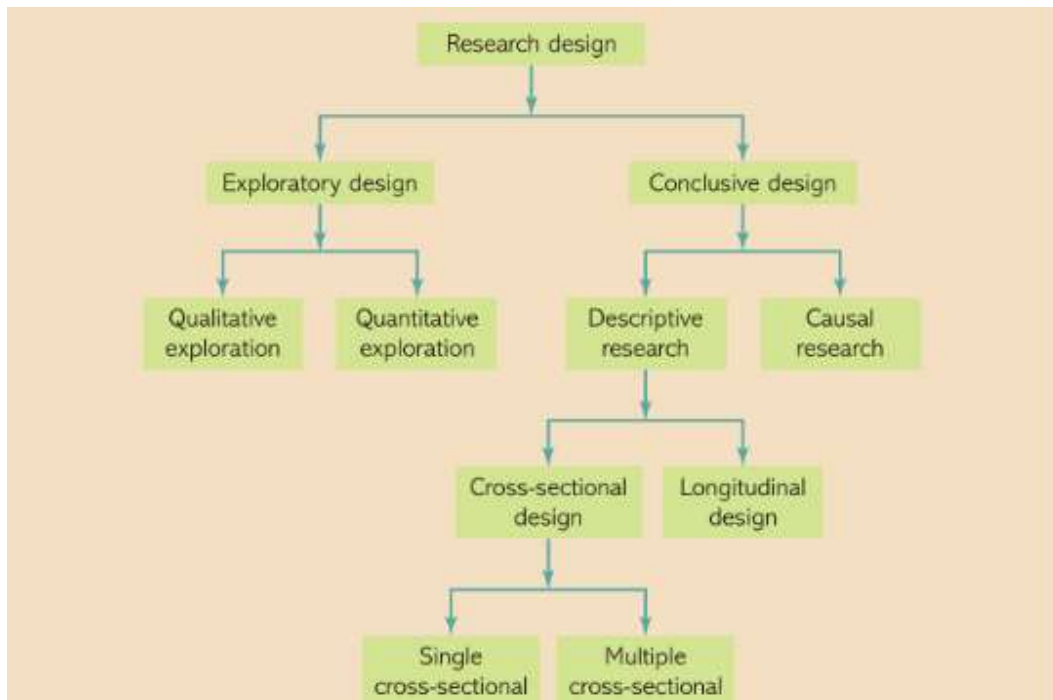 Research design
Exploratory design
Conclusive design
Qualitative
exploration
Quantitative
exploration
Descriptive
research
Causal
research
Cross-sectional
design
Longitudinal
design
Single
cross-sectional
Multiple
cross-sectional